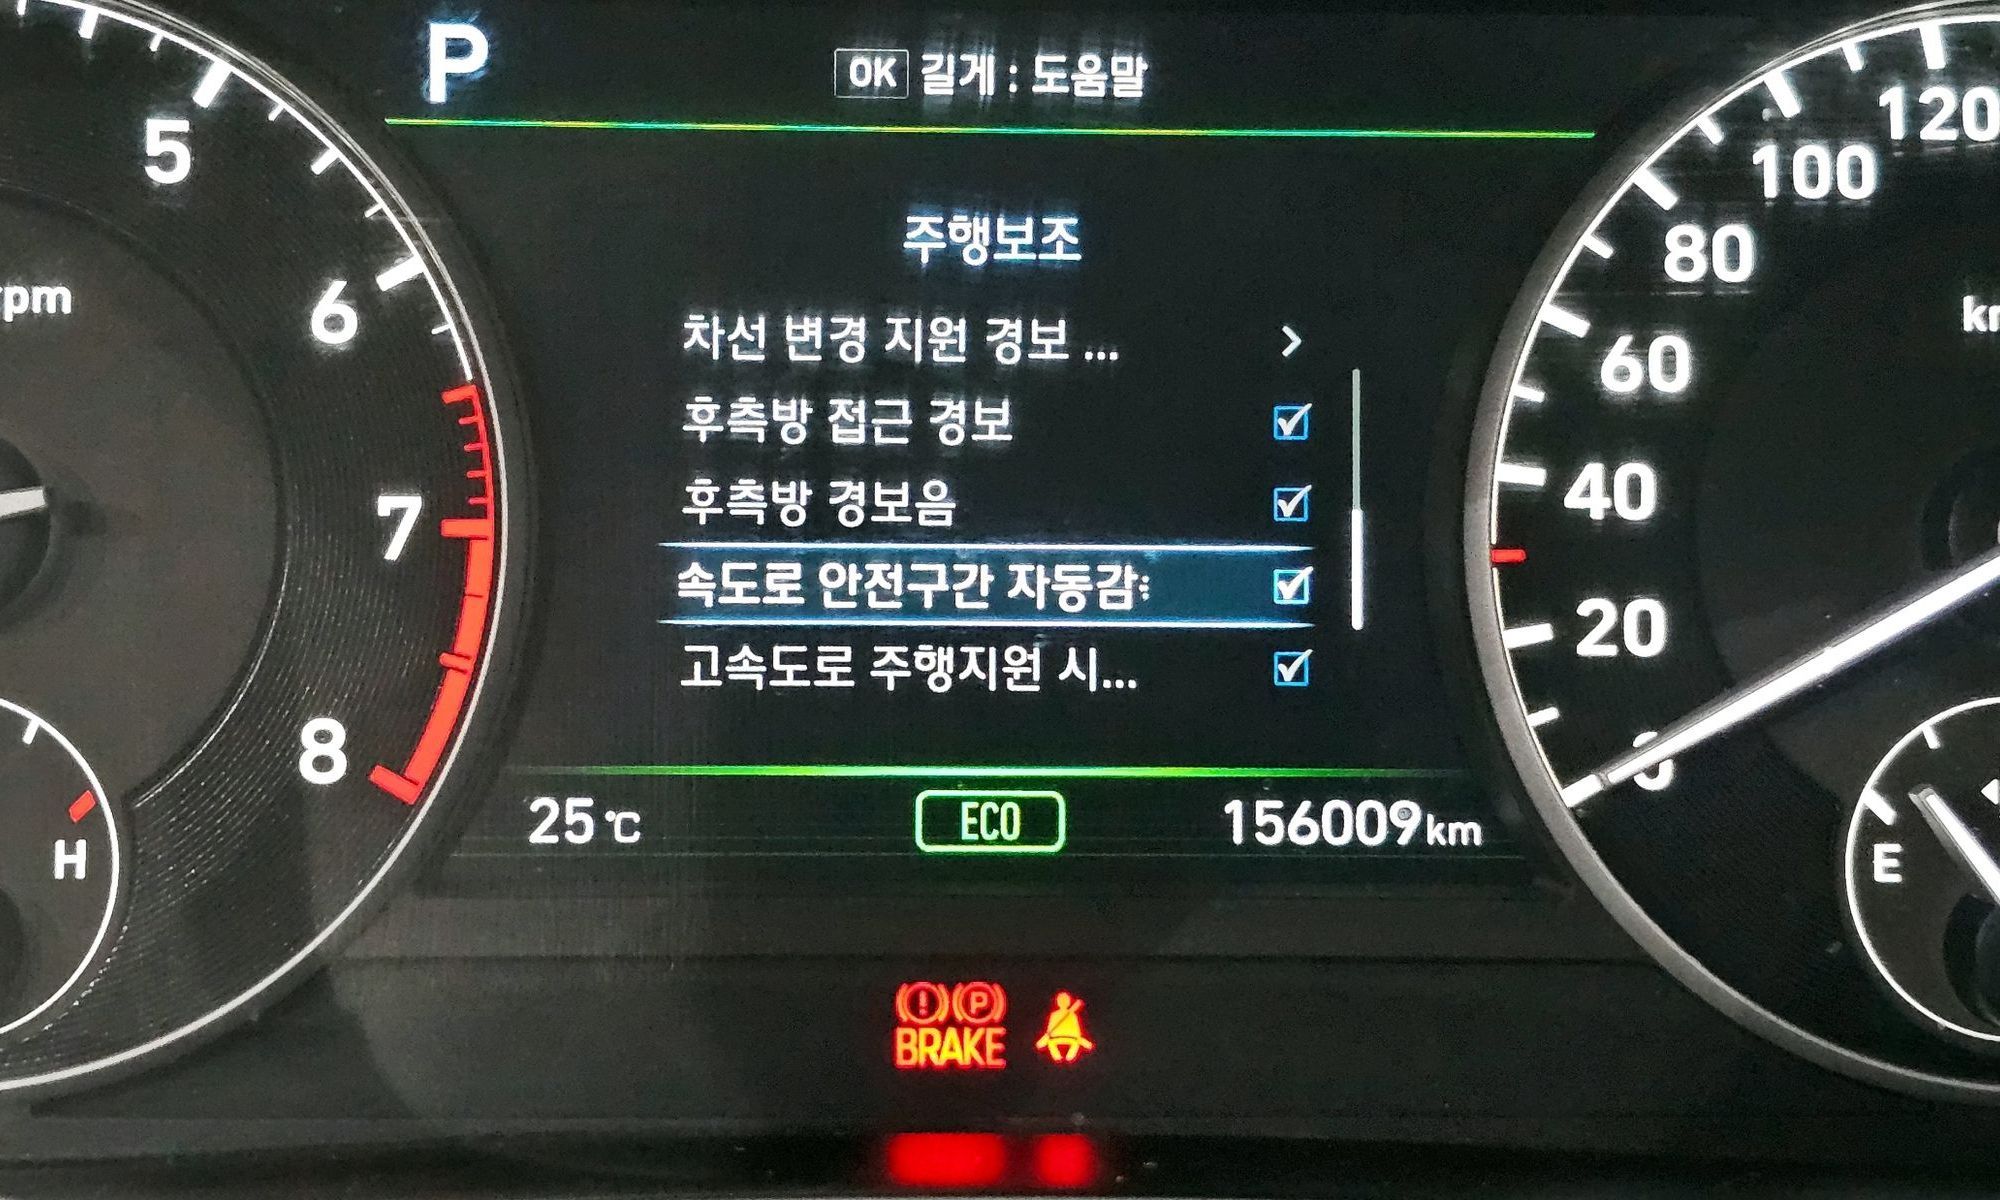 P
OK 길게 : 도움말
주행보조
차선 변경 지원 경보 ...
후측방 접근 경보
후측방 경보음
속도로 안전구간 자동감
고속도로 주행지원 시...
25 °C
ECO
156009 km
rpm
5
6
7
8
H
120
100
80
60
40
20
0
E
P
BRAKE